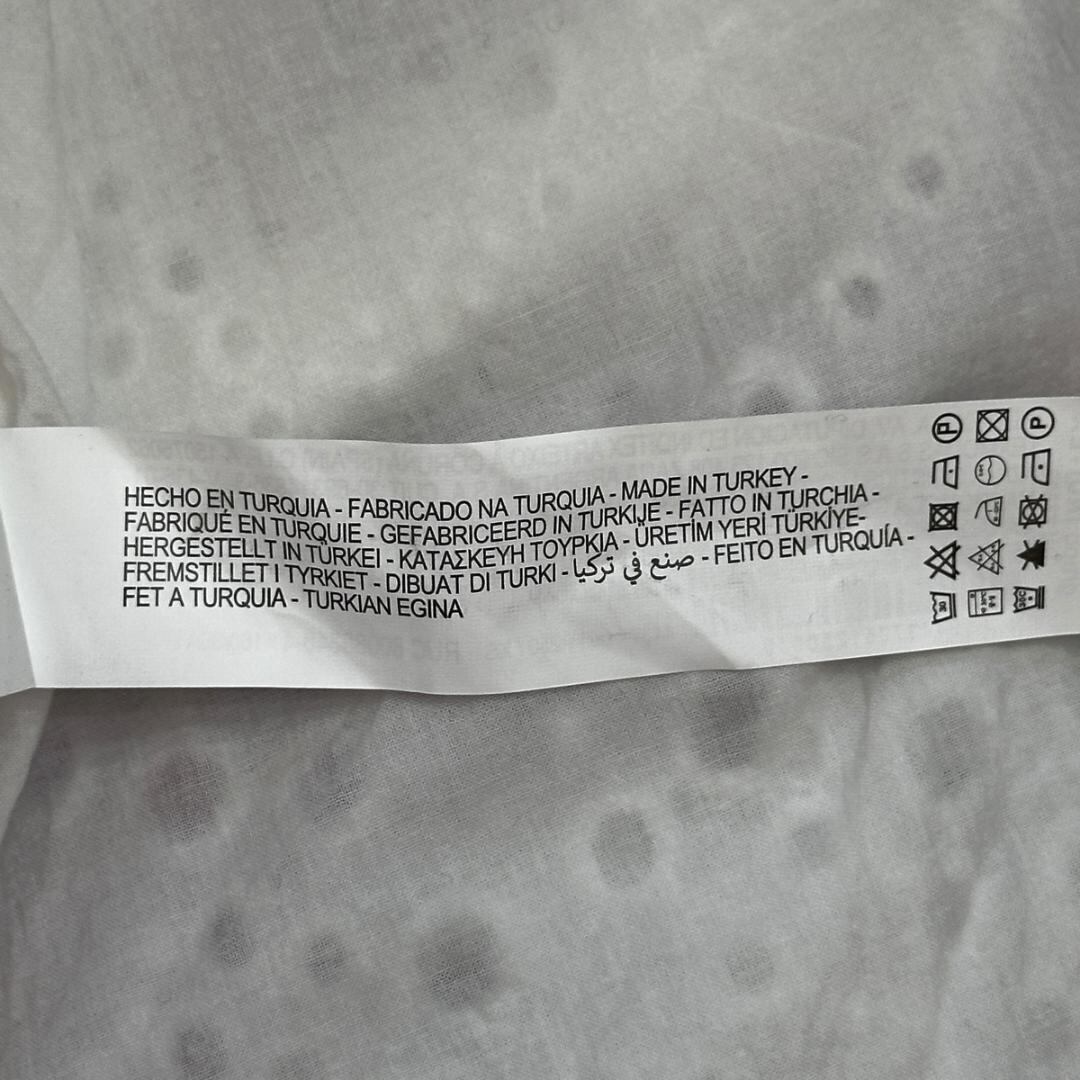 HECHO EN TURQUIA - FABRICADO NA TURQUIA - MADE IN TURKEY -
FABRIQUÉ EN TURQUIE - GEFABRICEERD IN TURKIJE - FATTO IN TURCHIA -
HERGESTELLT IN TÜRKEI - ΚΑΤΑΣΚΕΥΗ ΤΟΥΡΚΙΑ - ÜRETİM YERİ TÜRKİYE-
FREMSTILLET I TYRKIET - DIBUAT DI TURKI - صنع في تركيا - FEITO EN TURQUÍA -
FET A TURQUIA - TURKIAN EGINA